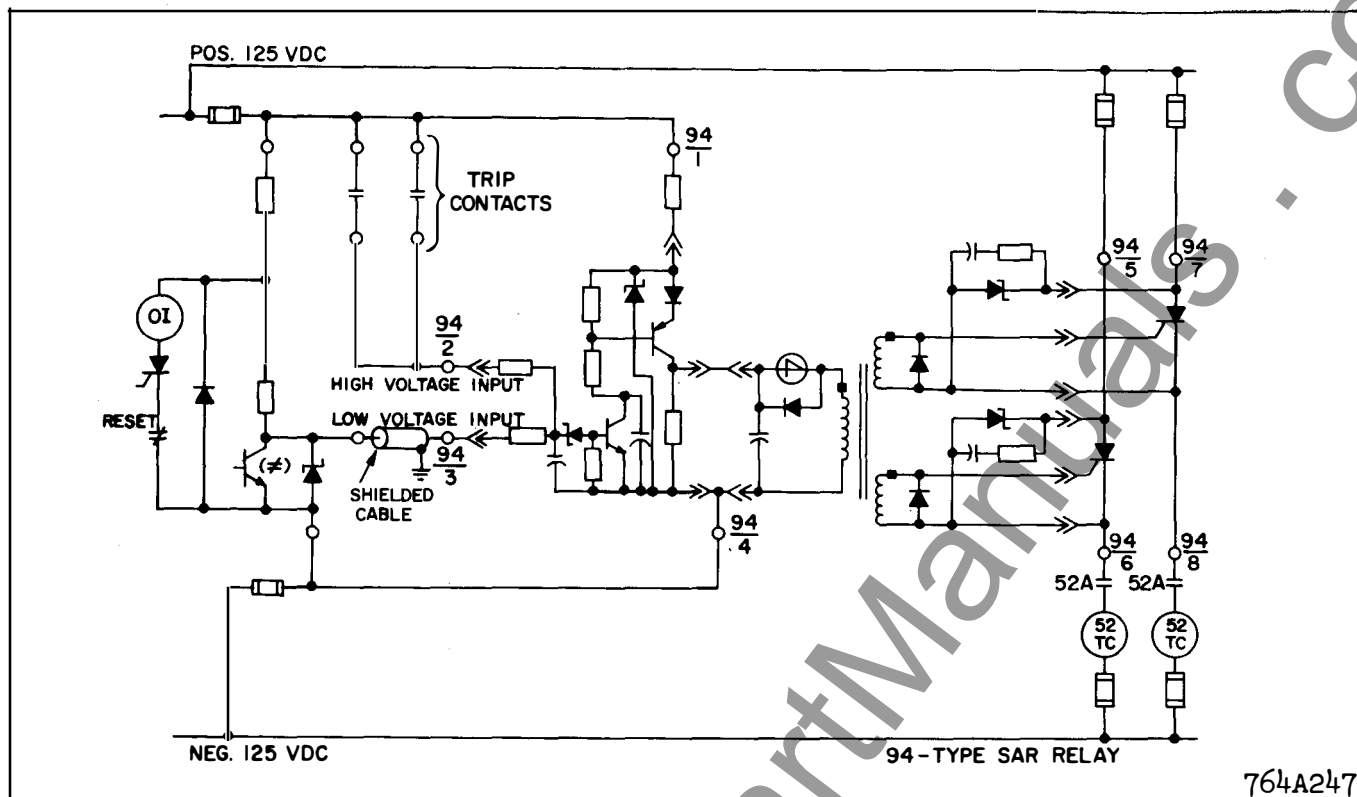 POS. 125 VDC
94
1
TRIP
CONTACTS
94
5
94
7
OI
94
2
HIGH VOLTAGE INPUT
RESET
LOW VOLTAGE INPUT
(≠)
94
3
SHIELDED
CABLE
94
4
94
6
94
8
52A
52A
52
TC
52
TC
NEG. 125 VDC
94-TYPE SAR RELAY
764A247
artManuals . co